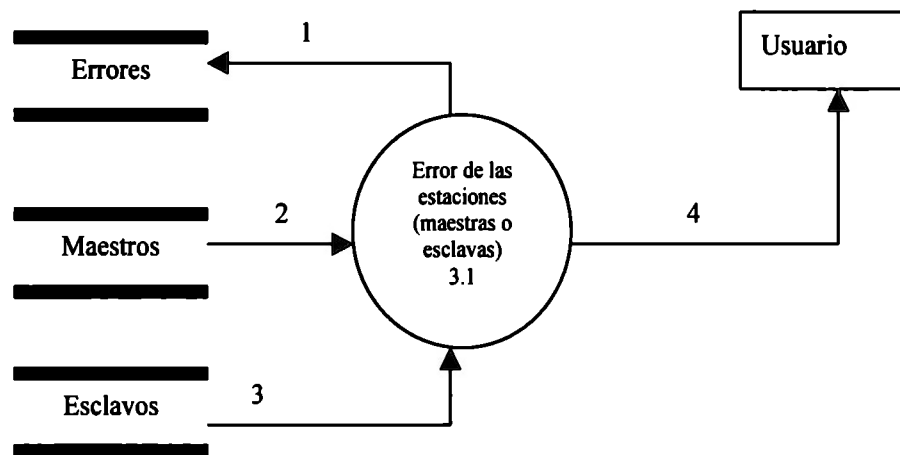 1
Errores
Usuario
Error de las
estaciones
(maestras o
esclavas)
3.1
2
Maestros
4
3
Esclavos